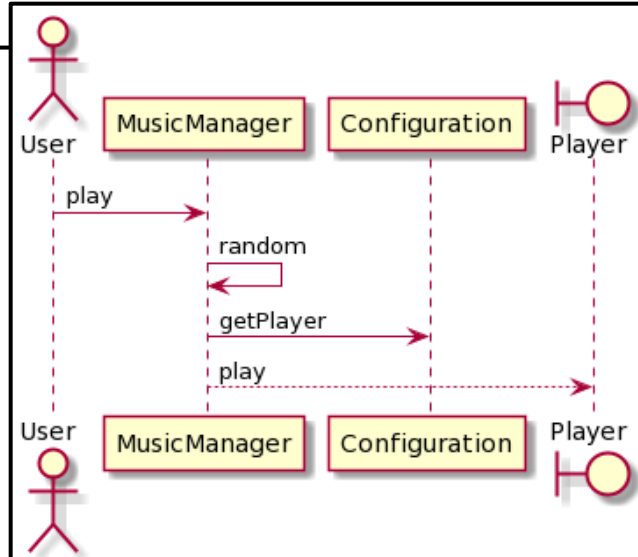 User
MusicManager
Configuration
Player
play
random
getPlayer
play
User
MusicManager
Configuration
Player